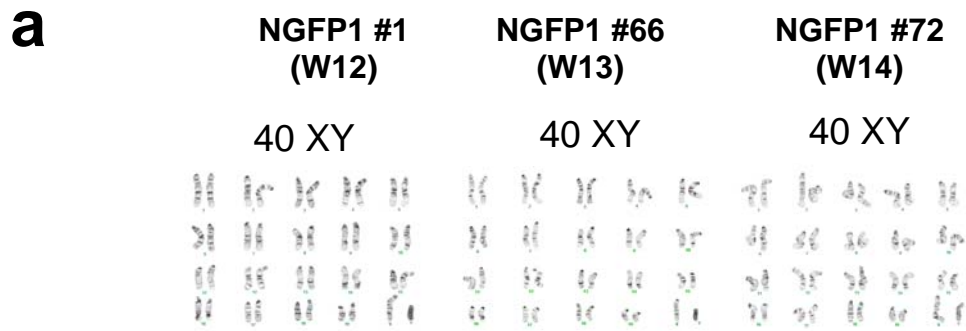 a
NGFP1 #1
(W12)
NGFP1 #66
(W13)
NGFP1 #72
(W14)
40 XY
40 XY
40 XY